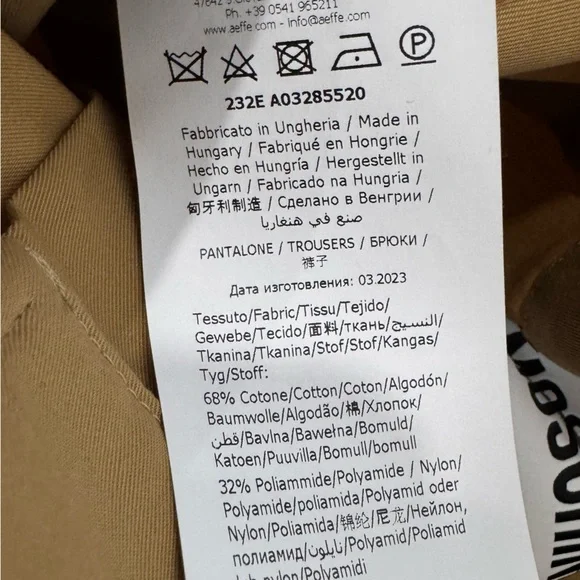 Ph. +39 0541 965211
www.aeffe.com - info@aeffe.com
P
232E A03285520
Fabbricato in Ungheria / Made in
Hungary / Fabriqué en Hongrie /
Hecho en Hungría / Hergestellt in
Ungarn / Fabricado na Hungria /
匈牙利制造 / Сделано в Венгрии /
صنع في هنغاريا
PANTALONE / TROUSERS / БРЮКИ /
裤子
Дата изготовления: 03.2023
Tessuto/Fabric/Tissu/Tejido/
Gewebe/Tecido/面料/ткань/النسيج/
Tkanina/Tkanina/Stof/Stof/Kangas/
Tyg/Stoff:
68% Cotone/Cotton/Coton/Algodón/
Baumwolle/Algodão/棉/Хлопок/
قطن/Bavlna/Bawełna/Bomuld/
Katoen/Puuvilla/Bomull/bomull
32% Poliammide/Polyamide / Nylon/
Polyamide/poliamida/Polyamid oder
Nylon/Poliamida/锦纶/尼龙/Нейлон,
полиамид/نايلون/Polyamid/Poliamid
Nylon/Polyamidi